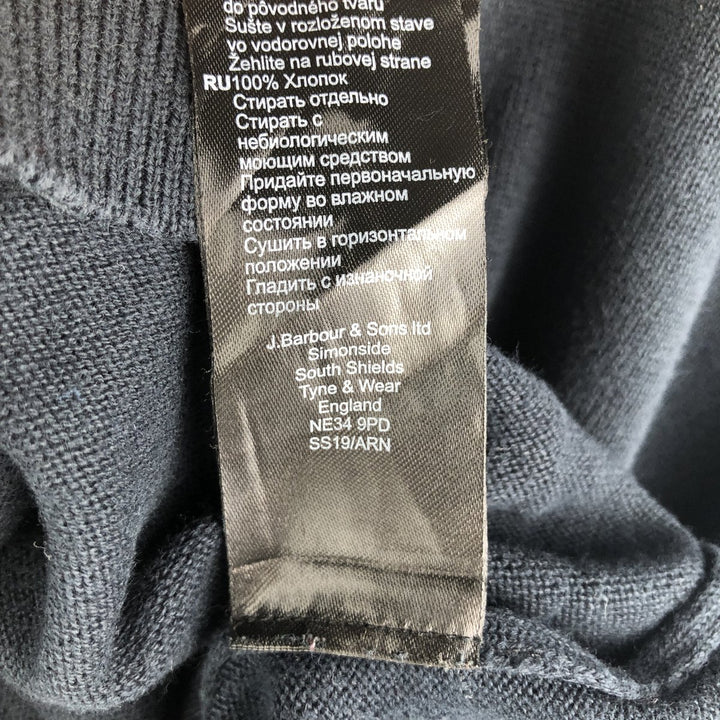 do pôvodného tvaru
Sušte v rozloženom stave
vo vodorovnej polohe
Žehlite na rubovej strane
RU100% Хлопок
Стирать отдельно
Стирать с
небиологическим
моющим средством
Придайте первоначальную
форму во влажном
состоянии
Сушить в горизонтальном
положении
Гладить с изнаночной
стороны
J.Barbour & Sons ltd
Simonside
South Shields
Tyne & Wear
England
NE34 9PD
SS19/ARN